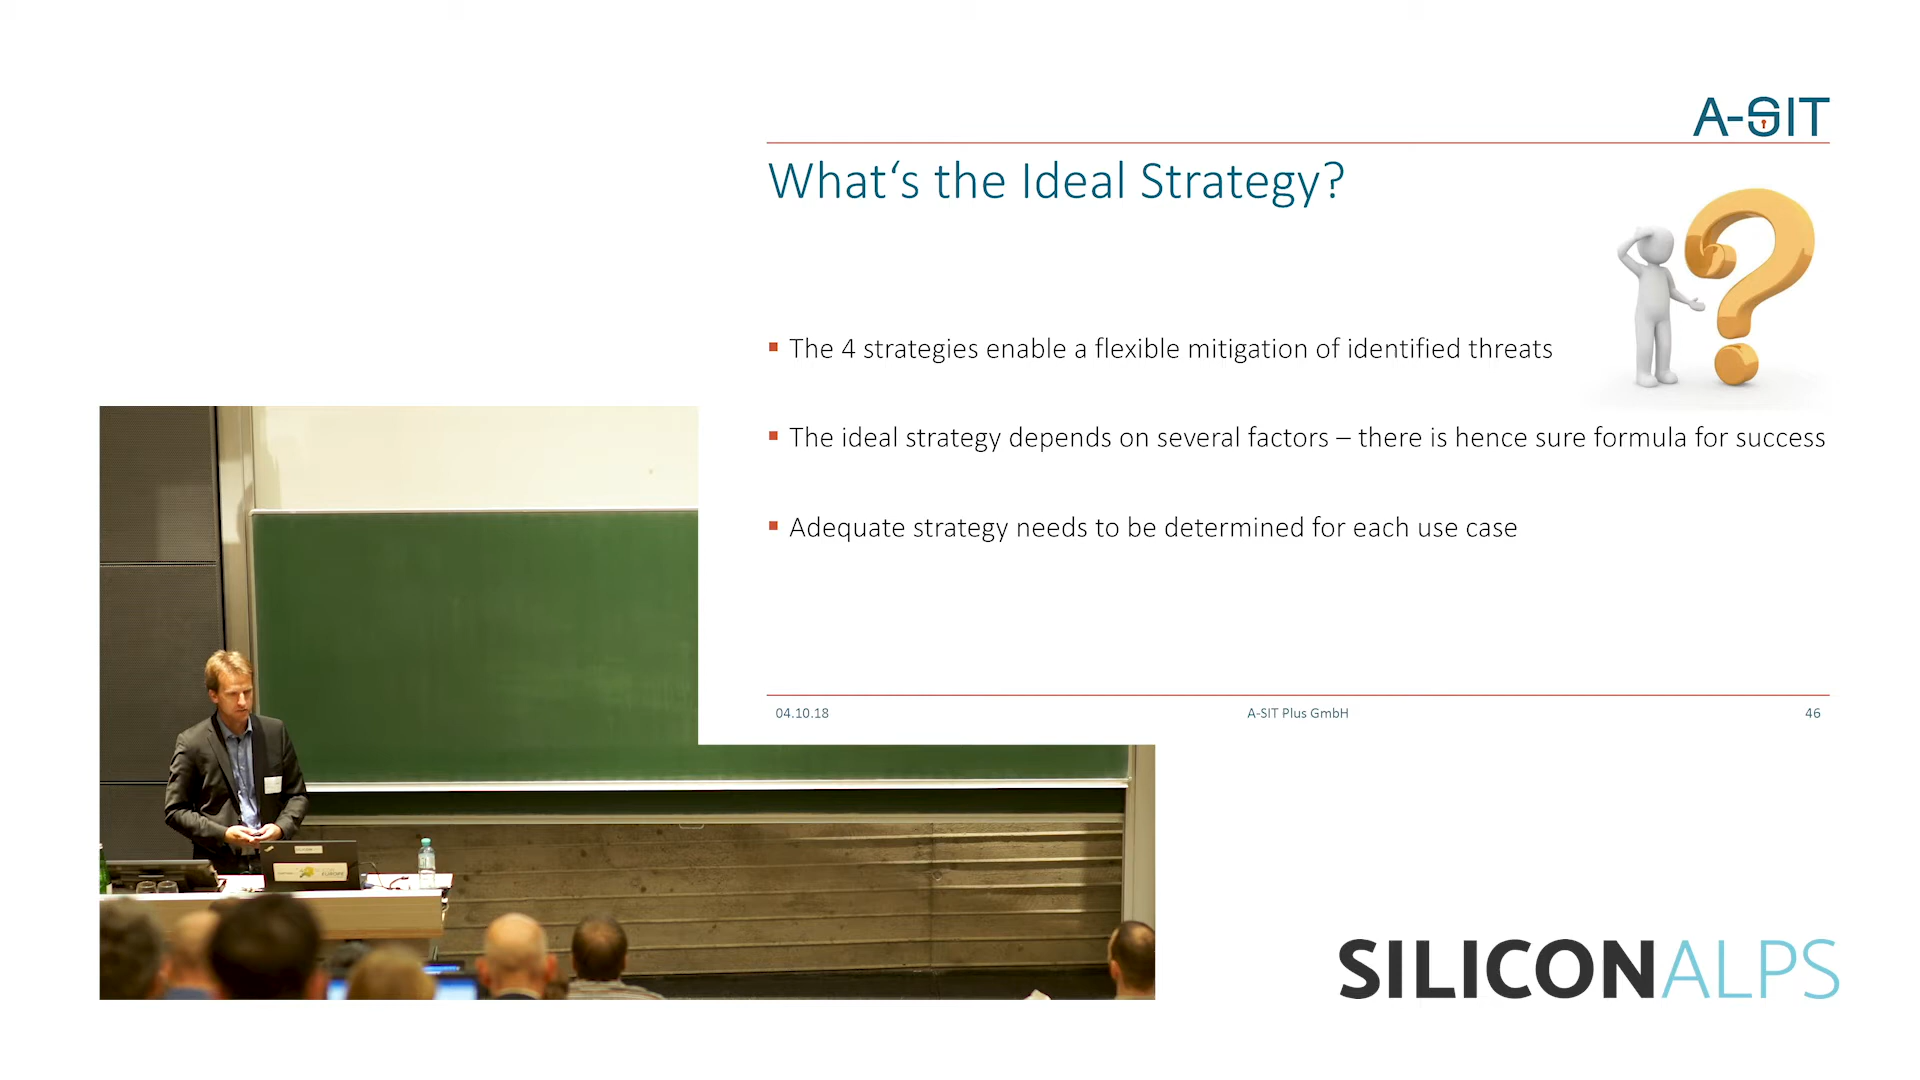 A-SIT
What‘s the Ideal Strategy?
▪ The 4 strategies enable a flexible mitigation of identified threats
▪ The ideal strategy depends on several factors – there is hence sure formula for success
▪ Adequate strategy needs to be determined for each use case
04.10.18
A-SIT Plus GmbH
46
SILICONALPS